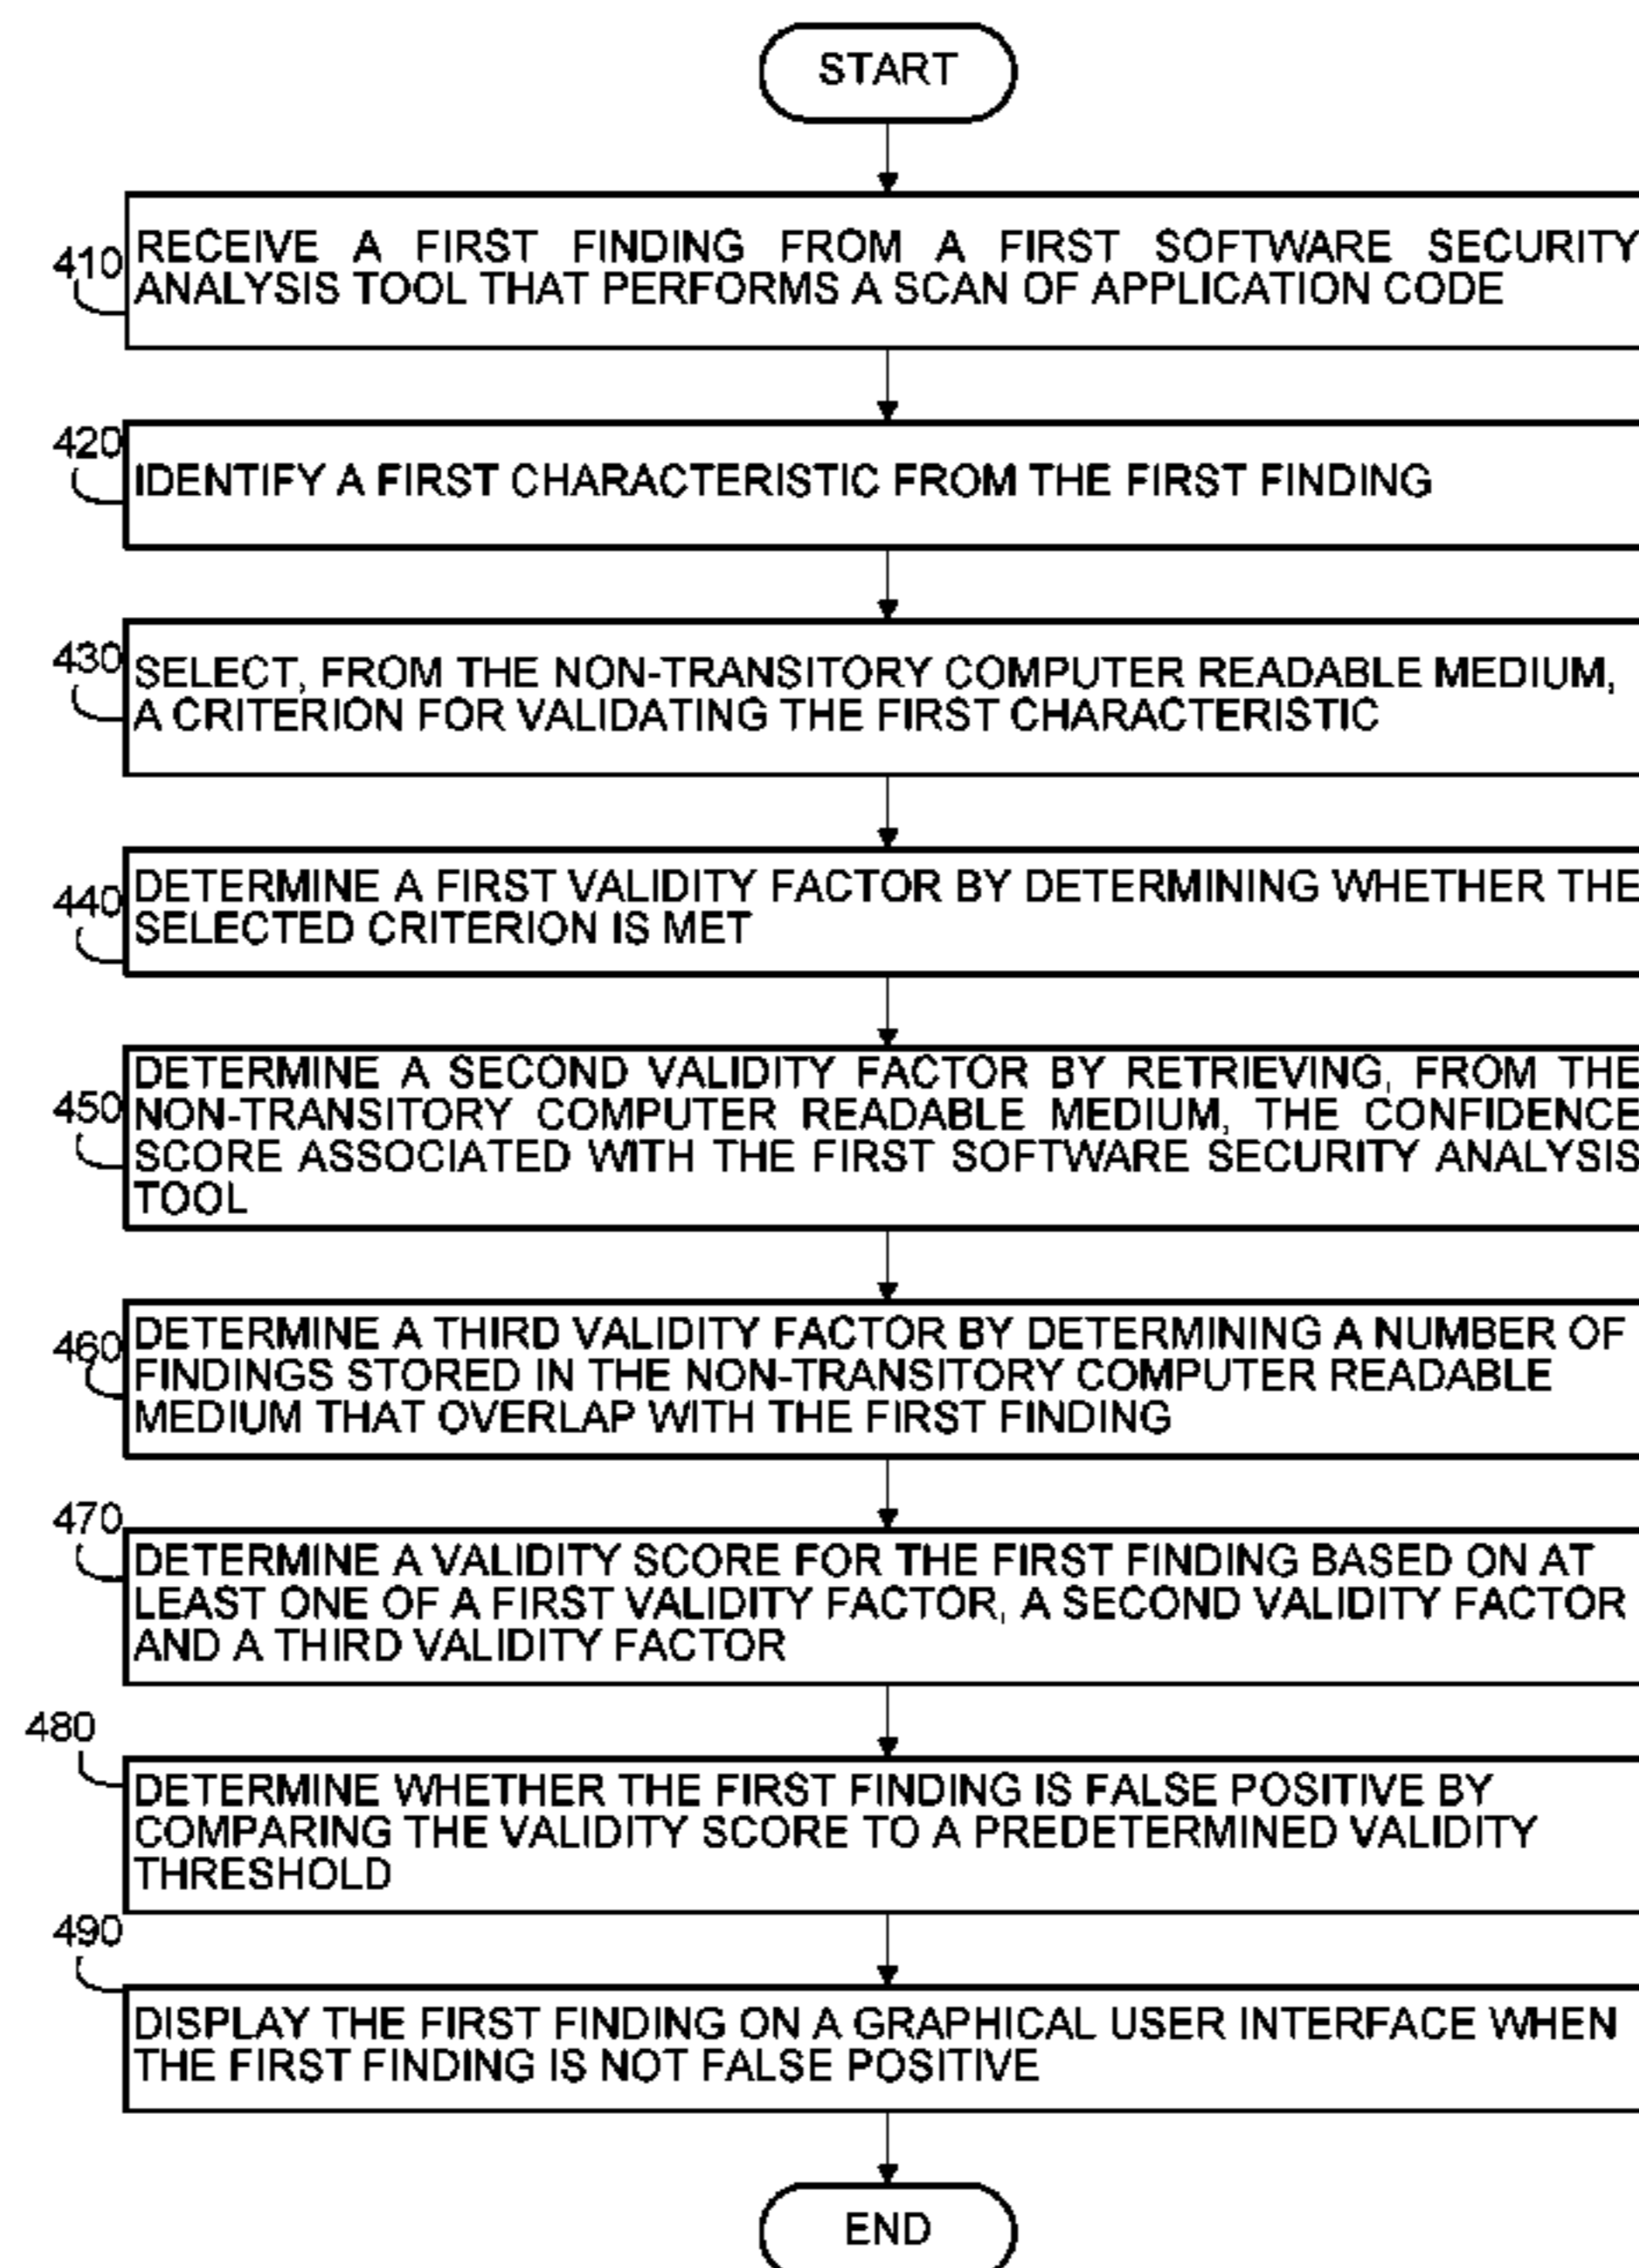 START
410
RECEIVE A FIRST FINDING FROM A FIRST SOFTWARE SECURITY
ANALYSIS TOOL THAT PERFORMS A SCAN OF APPLICATION CODE
420
IDENTIFY A FIRST CHARACTERISTIC FROM THE FIRST FINDING
430
SELECT, FROM THE NON-TRANSITORY COMPUTER READABLE MEDIUM,
A CRITERION FOR VALIDATING THE FIRST CHARACTERISTIC
440
DETERMINE A FIRST VALIDITY FACTOR BY DETERMINING WHETHER THE
SELECTED CRITERION IS MET
450
DETERMINE A SECOND VALIDITY FACTOR BY RETRIEVING, FROM THE
NON-TRANSITORY COMPUTER READABLE MEDIUM, THE CONFIDENCE
SCORE ASSOCIATED WITH THE FIRST SOFTWARE SECURITY ANALYSIS
TOOL
460
DETERMINE A THIRD VALIDITY FACTOR BY DETERMINING A NUMBER OF
FINDINGS STORED IN THE NON-TRANSITORY COMPUTER READABLE
MEDIUM THAT OVERLAP WITH THE FIRST FINDING
470
DETERMINE A VALIDITY SCORE FOR THE FIRST FINDING BASED ON AT
LEAST ONE OF A FIRST VALIDITY FACTOR, A SECOND VALIDITY FACTOR
AND A THIRD VALIDITY FACTOR
480
DETERMINE WHETHER THE FIRST FINDING IS FALSE POSITIVE BY
COMPARING THE VALIDITY SCORE TO A PREDETERMINED VALIDITY
THRESHOLD
490
DISPLAY THE FIRST FINDING ON A GRAPHICAL USER INTERFACE WHEN
THE FIRST FINDING IS NOT FALSE POSITIVE
END